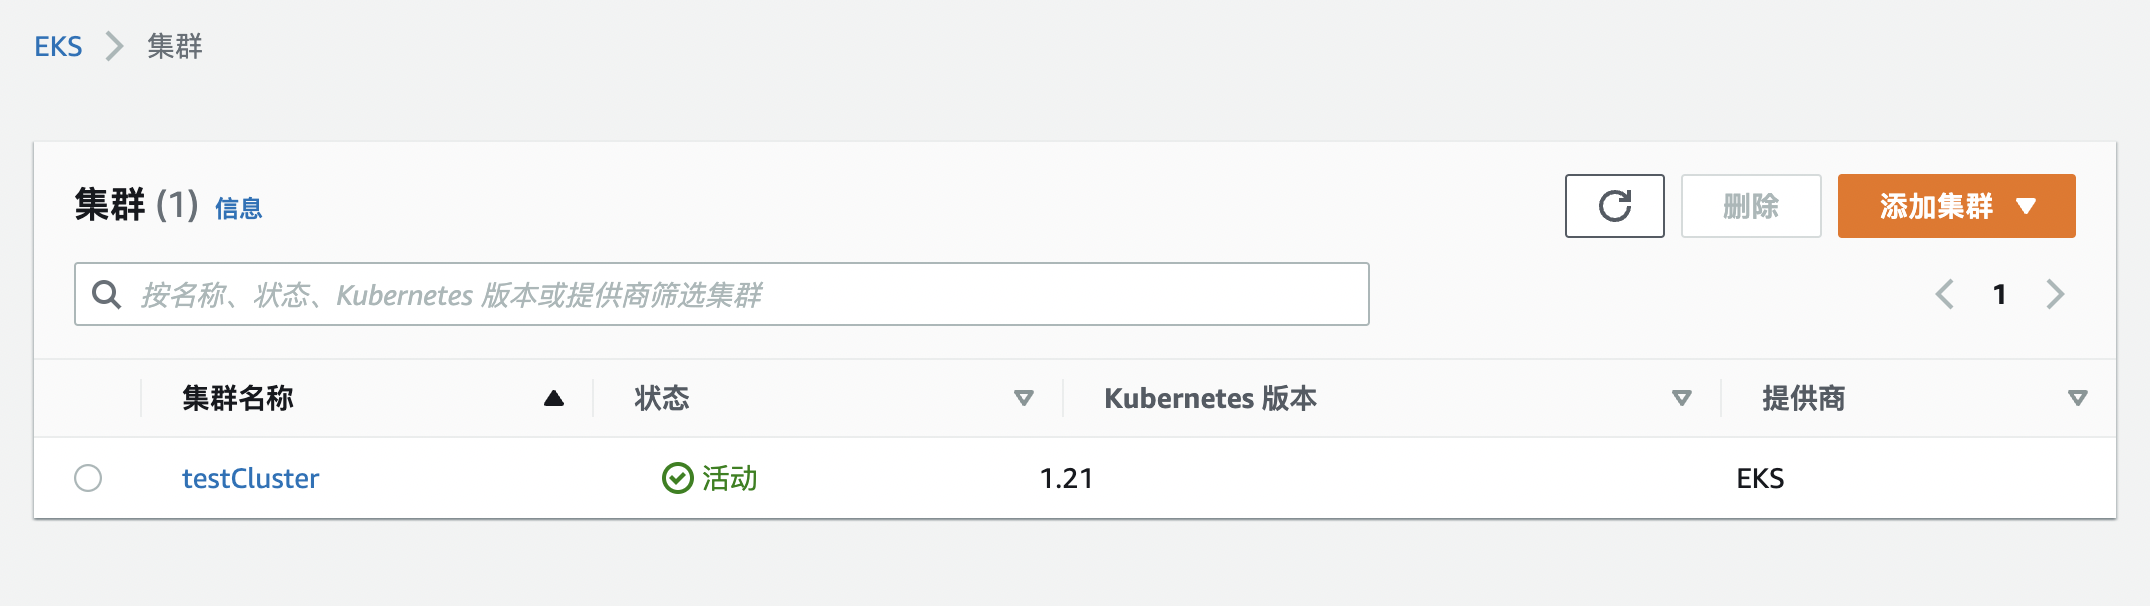 EKS 集群
集群 (1) 信息 删除 添加集群
按名称、状态、Kubernetes 版本或提供商筛选集群 1
集群名称 状态 Kubernetes 版本 提供商
testCluster 活动 1.21 EKS